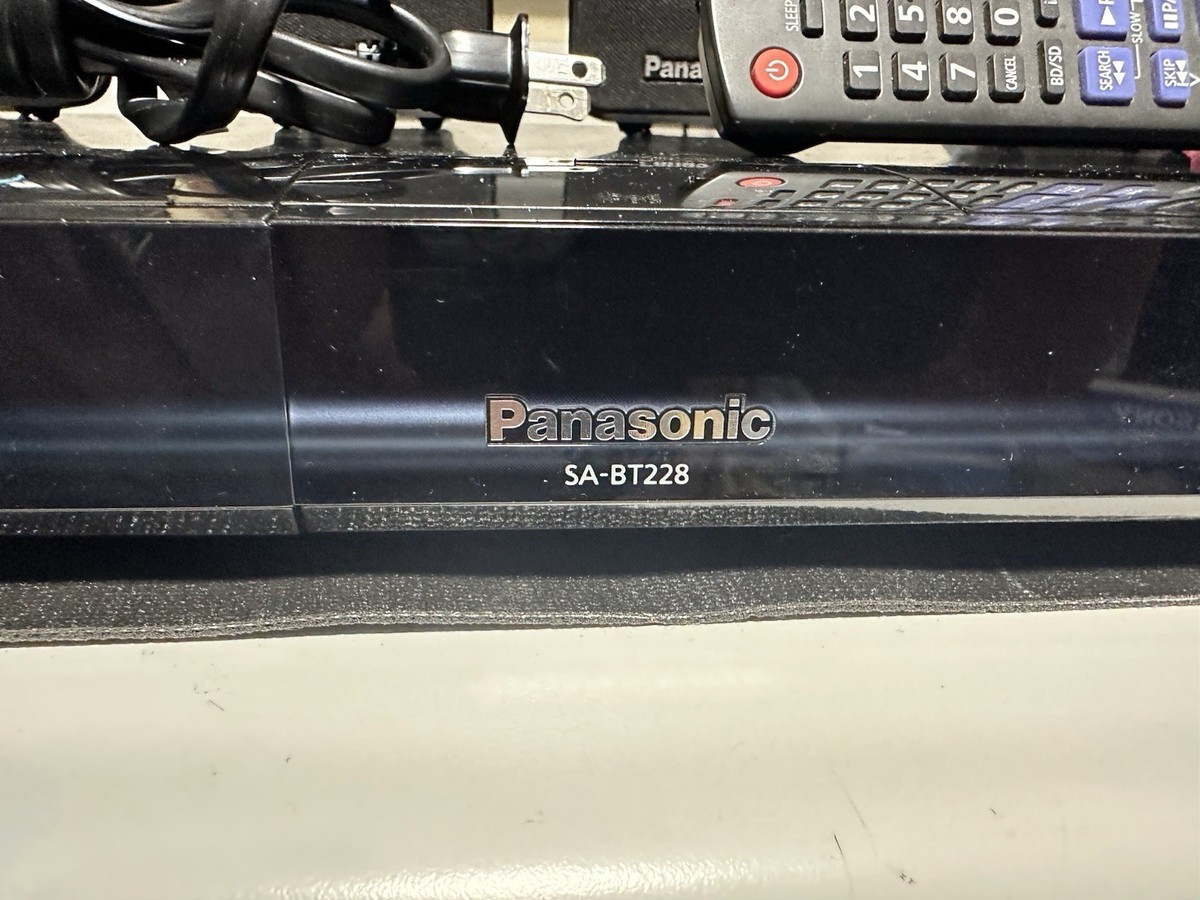 SLEEP
2
5
8
0
1
4
7
CANCEL
BD/SD
SLOW
SEARCH
SKIP
Pana
Panasonic
SA-BT228